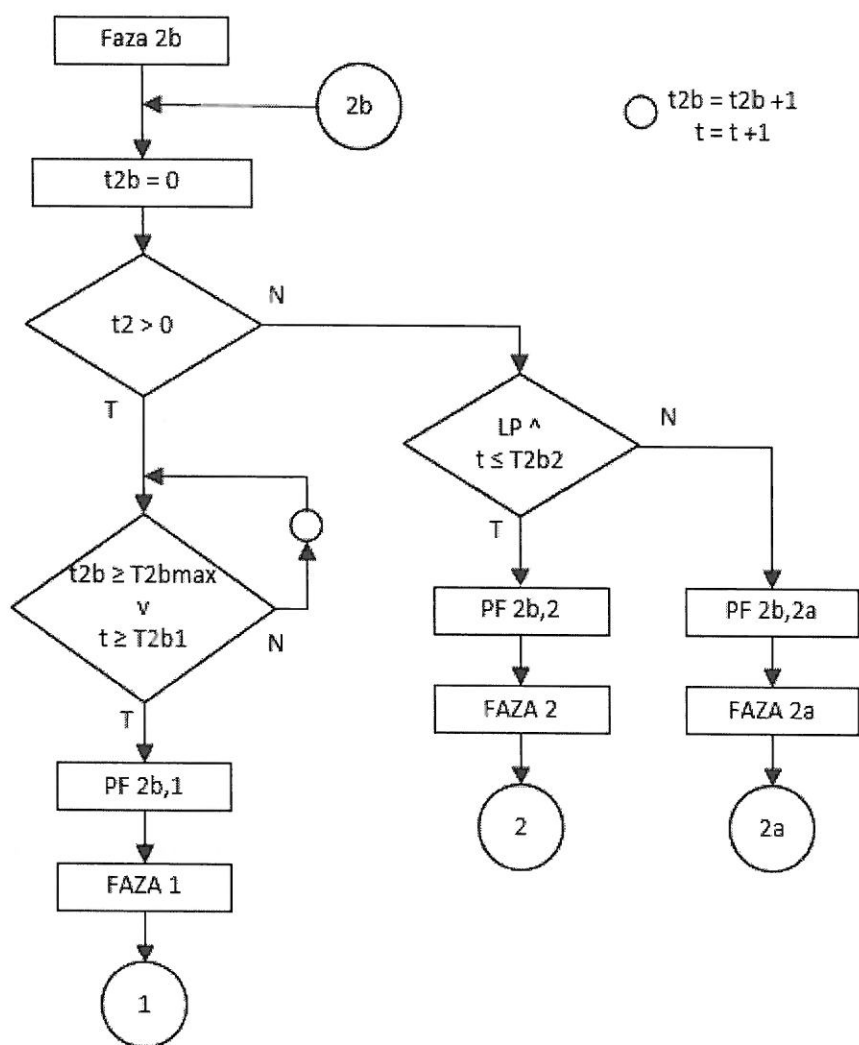 Faza 2b
2b
t2b = t2b +1
t = t +1
t2b = 0
t2 > 0
N
T
LP ^
t ≤ T2b2
N
T
t2b ≥ T2bmax
v
t ≥ T2b1
N
T
PF 2b,2
PF 2b,2a
FAZA 2
FAZA 2a
PF 2b,1
2
2a
FAZA 1
1